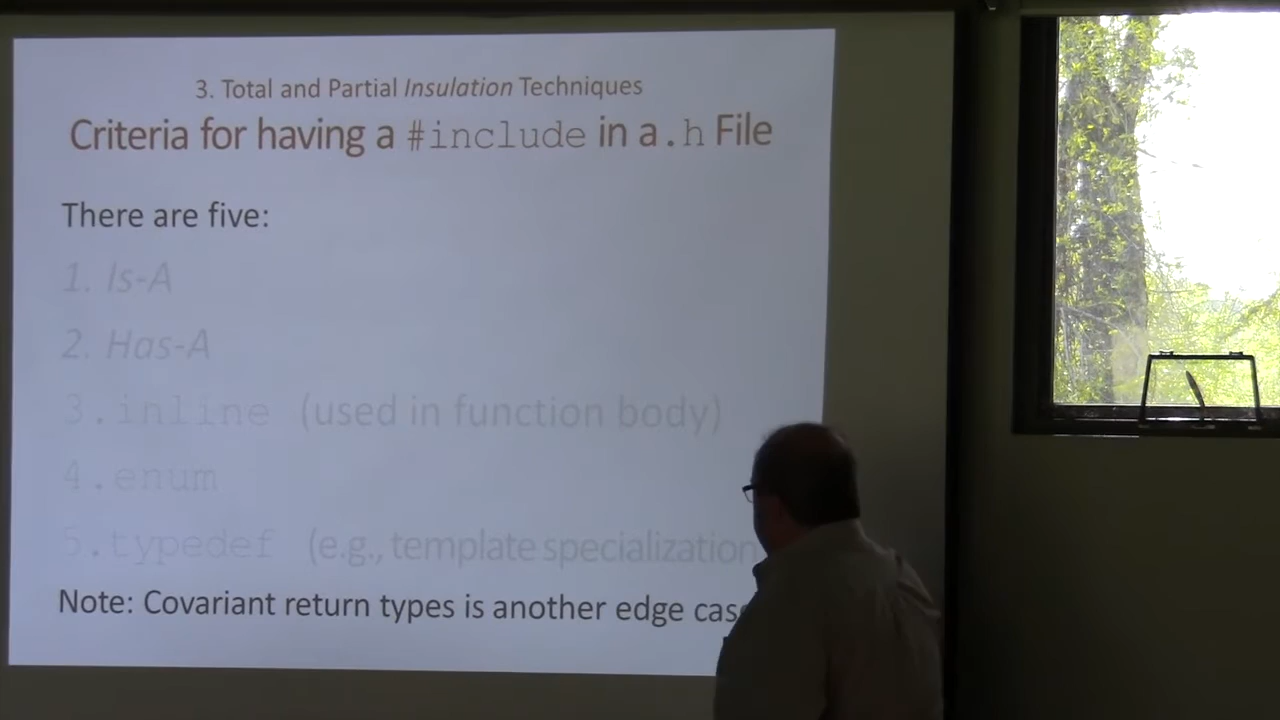 3. Total and Partial Insulation Techniques
Criteria for having a #include in a .h File
There are five:
1. Is-A
2. Has-A
3. inline (used in function body)
4. enum
5. typedef (e.g., template specialization
Note: Covariant return types is another edge cas